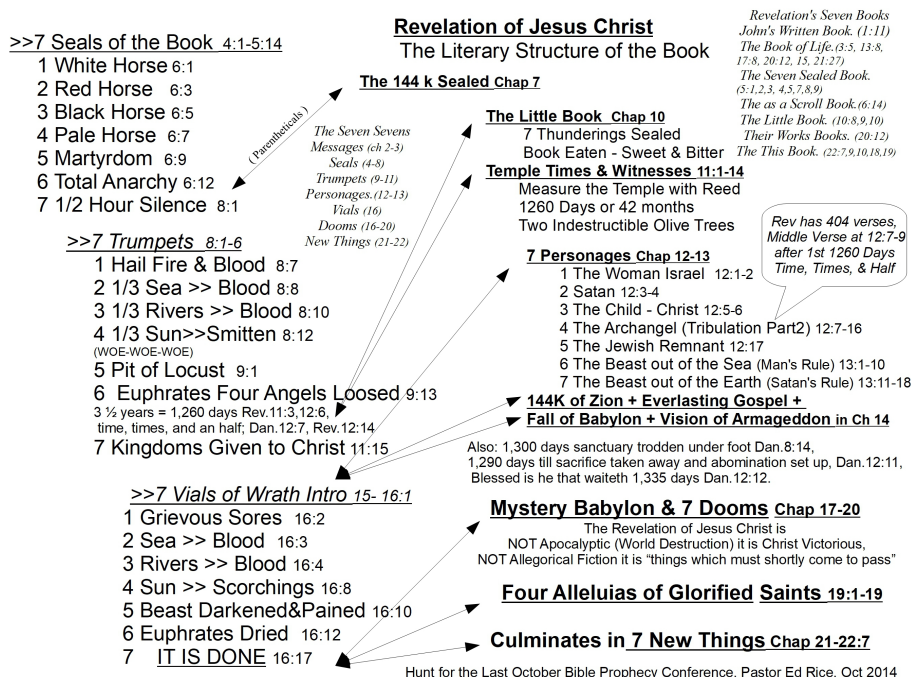 Revelation of Jesus Christ
The Literary Structure of the Book
Revelation's Seven Books
John's Written Book. (1:11)
The Book of Life.(3:5, 13:8,
17:8, 20:12, 15, 21:27)
The Seven Sealed Book.
(5:1,2,3, 4,5,7,8,9)
The as a Scroll Book.(6:14)
The Little Book. (10:8,9,10)
Their Works Books. (20:12)
The This Book. (22:7,9,10,18,19)
>>7 Seals of the Book 4:1-5:14
1 White Horse 6:1
2 Red Horse 6:3
3 Black Horse 6:5
4 Pale Horse 6:7
5 Martyrdom 6:9
6 Total Anarchy 6:12
7 1/2 Hour Silence 8:1
(Parentheticals)
The 144 k Sealed Chap 7
The Seven Sevens
Messages (ch 2-3)
Seals (4-8)
Trumpets (9-11)
Personages.(12-13)
Vials (16)
Dooms (16-20)
New Things (21-22)
The Little Book Chap 10
7 Thunderings Sealed
Book Eaten - Sweet & Bitter
Temple Times & Witnesses 11:1-14
Measure the Temple with Reed
1260 Days or 42 months
Two Indestructible Olive Trees
Rev has 404 verses,
Middle Verse at 12:7-9
after 1st 1260 Days
Time, Times, & Half
>>7 Trumpets 8:1-6
1 Hail Fire & Blood 8:7
2 1/3 Sea >> Blood 8:8
3 1/3 Rivers >> Blood 8:10
4 1/3 Sun>>Smitten 8:12
(WOE-WOE-WOE)
5 Pit of Locust 9:1
6 Euphrates Four Angels Loosed 9:13
3 ½ years = 1,260 days Rev.11:3,12:6,
time, times, and an half; Dan.12:7, Rev.12:14
7 Kingdoms Given to Christ 11:15
7 Personages Chap 12-13
1 The Woman Israel 12:1-2
2 Satan 12:3-4
3 The Child - Christ 12:5-6
4 The Archangel (Tribulation Part2) 12:7-16
5 The Jewish Remnant 12:17
6 The Beast out of the Sea (Man's Rule) 13:1-10
7 The Beast out of the Earth (Satan's Rule) 13:11-18
144K of Zion + Everlasting Gospel +
Fall of Babylon + Vision of Armageddon in Ch 14
Also: 1,300 days sanctuary trodden under foot Dan.8:14,
1,290 days till sacrifice taken away and abomination set up, Dan.12:11,
Blessed is he that waiteth 1,335 days Dan.12:12.
>>7 Vials of Wrath Intro 15- 16:1
1 Grievous Sores 16:2
2 Sea >> Blood 16:3
3 Rivers >> Blood 16:4
4 Sun >> Scorchings 16:8
5 Beast Darkened&Pained 16:10
6 Euphrates Dried 16:12
7 IT IS DONE 16:17
Mystery Babylon & 7 Dooms Chap 17-20
The Revelation of Jesus Christ is
NOT Apocalyptic (World Destruction) it is Christ Victorious,
NOT Allegorical Fiction it is “things which must shortly come to pass”
Four Alleluias of Glorified Saints 19:1-19
Culminates in 7 New Things Chap 21-22:7
Hunt for the Last October Bible Prophecy Conference, Pastor Ed Rice, Oct 2014